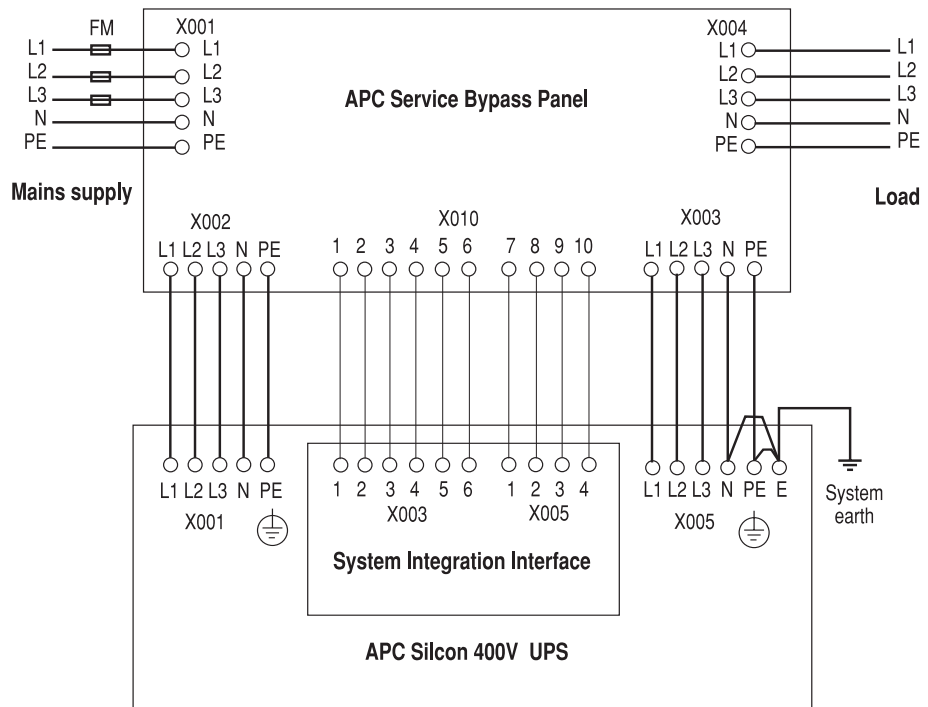 FM X001 X004
L1 L1 L1 L1
L2 L2 L2 L2
L3 L3 L3 L3
APC Service Bypass Panel
N N N N
PE PE PE PE
Mains supply Load
X002 X010 X003
L1 L2 L3 N PE 1 2 3 4 5 6 7 8 9 10 L1 L2 L3 N PE
L1 L2 L3 N PE 1 2 3 4 5 6 1 2 3 4 L1 L2 L3 N PE E
X001 X003 X005 X005
System
earth
System Integration Interface
APC Silcon 400V UPS